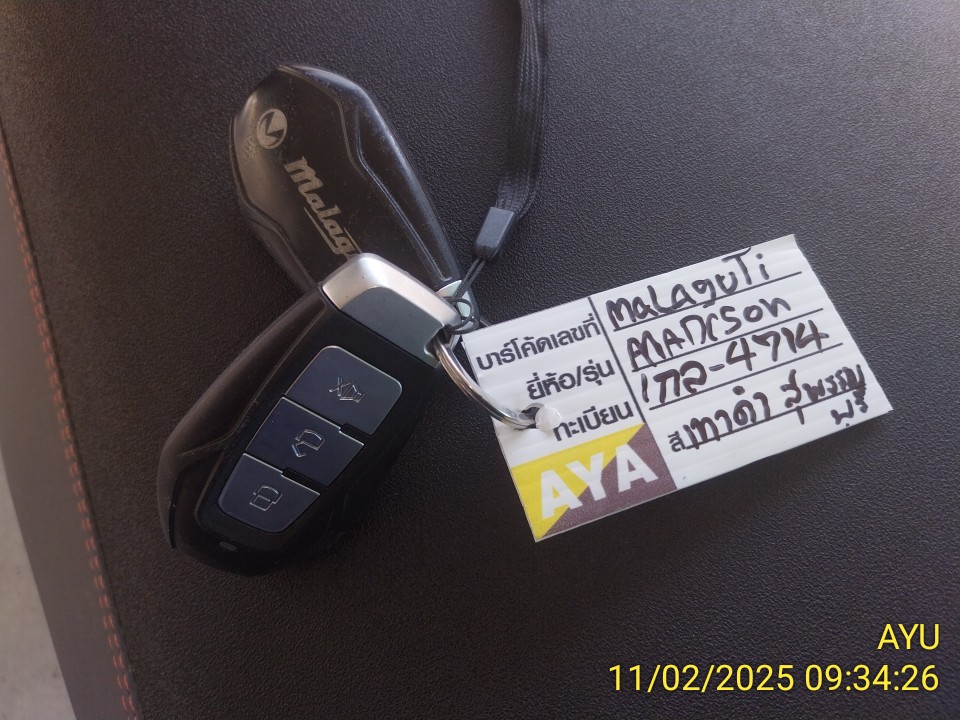 Malag
บาร์โค้ดเลขที่ malaguTi
ยี่ห้อ/รุ่น MADISON
ทะเบียน 1กล-4714
สี เทาดำ สุพรรณ
บุรี
AYA
AYU
11/02/2025 09:34:26